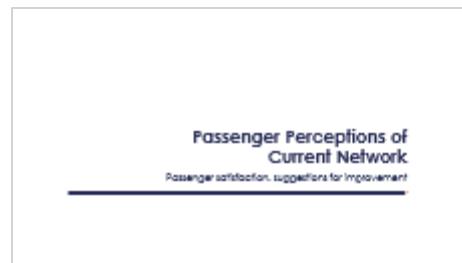 Passenger Perceptions of
Current Network
Passenger satisfaction, suggestions for improvement